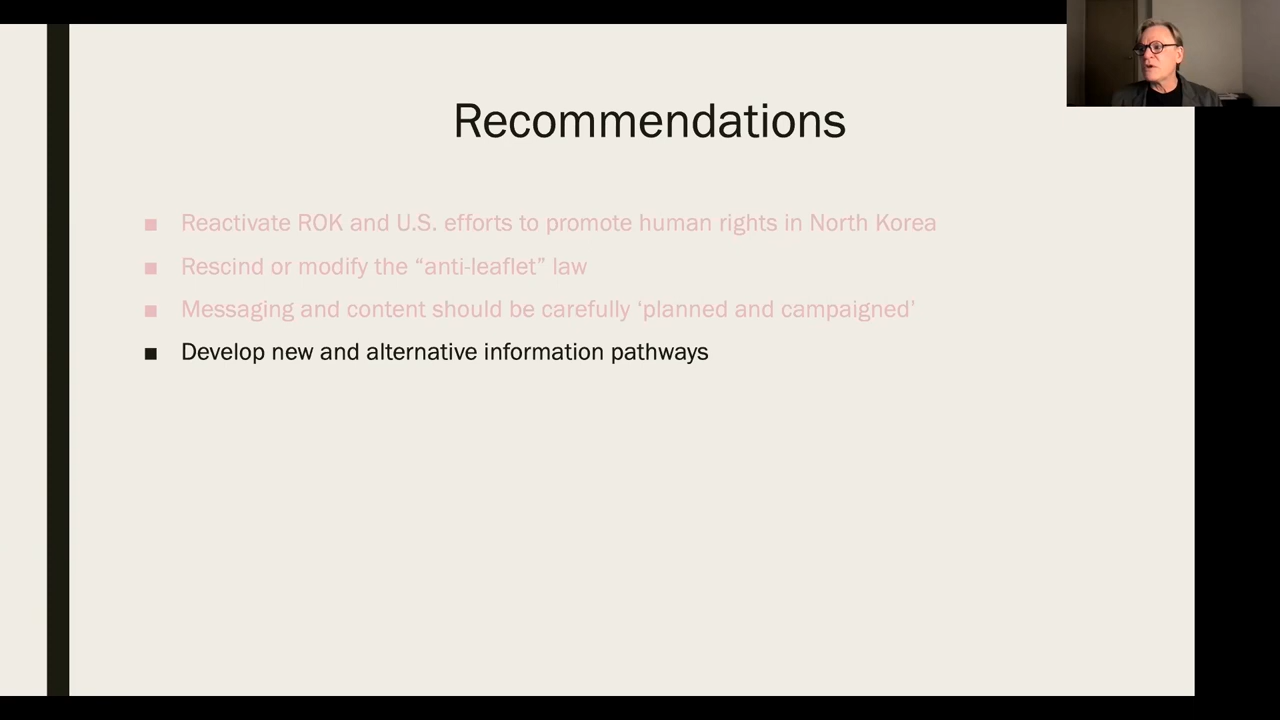 Recommendations
■ Reactivate ROK and U.S. efforts to promote human rights in North Korea
■ Rescind or modify the “anti-leaflet” law
■ Messaging and content should be carefully ‘planned and campaigned’
■ Develop new and alternative information pathways